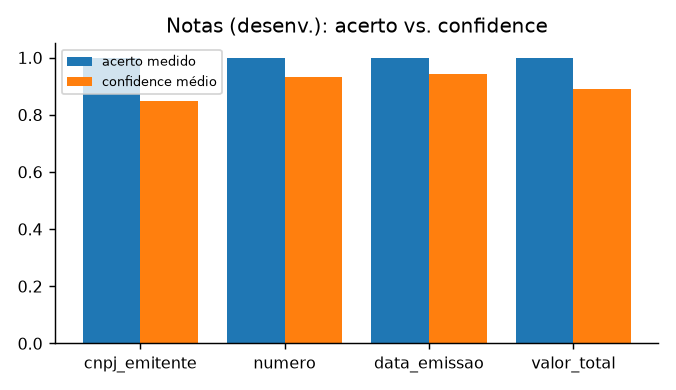 Notas (desenv.): acerto vs. confidence
1.0
0.8
0.6
0.4
0.2
0.0
acerto medido
confidence médio
cnpj_emitente numero data_emissao valor_total